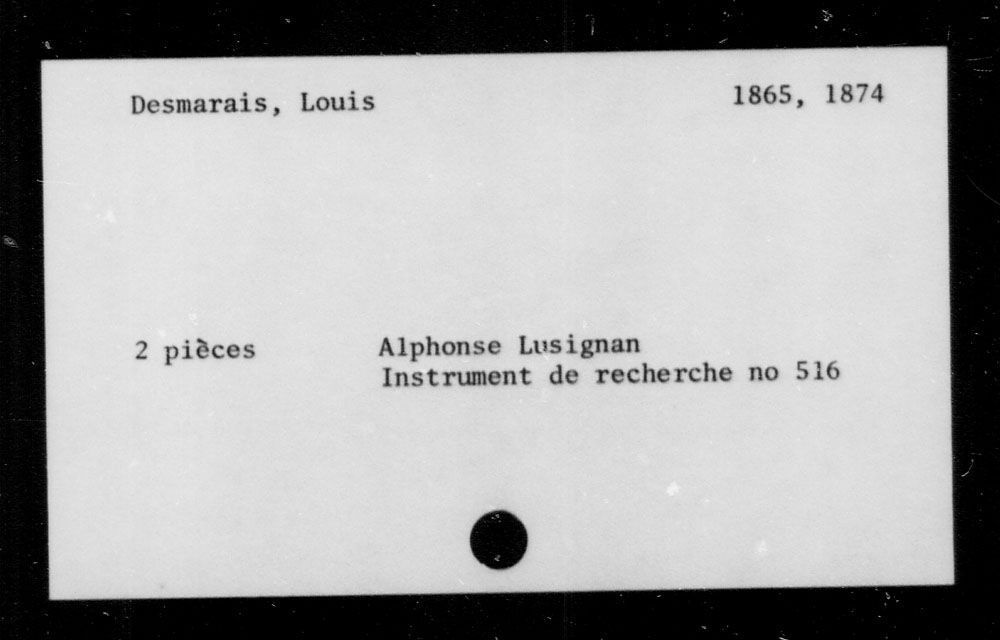 Desmarais, Louis 1865, 1874
2 pièces Alphonse Lusignan
Instrument de recherche no 516